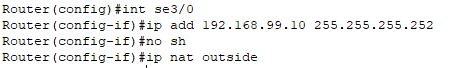 Router(config)#int se3/0
Router(config-if)#ip add 192.168.99.10 255.255.255.252
Router(config-if)#no sh
Router(config-if)#ip nat outside